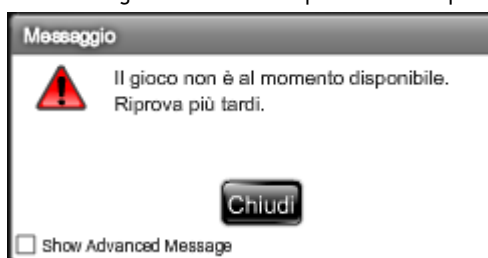 Messaggio
Il gioco non è al momento disponibile.
Riprova più tardi.
Chiudi
Show Advanced Message